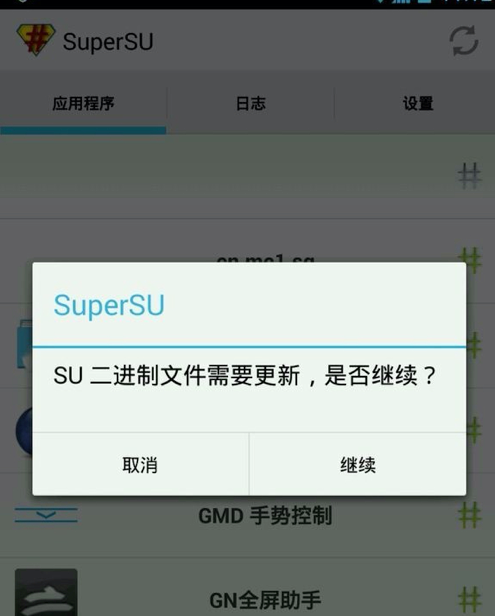 SuperSU
应用程序
日志
设置
SuperSU
SU 二进制文件需要更新，是否继续？
取消
继续
GMD 手势控制
GN全屏助手